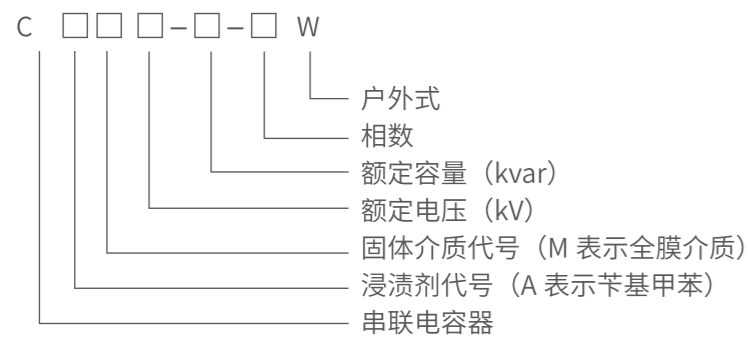 C □□□-□-□ W
户外式
相数
额定容量（kvar）
额定电压（kV）
固体介质代号（M 表示全膜介质）
浸渍剂代号（A 表示苄基甲苯）
串联电容器